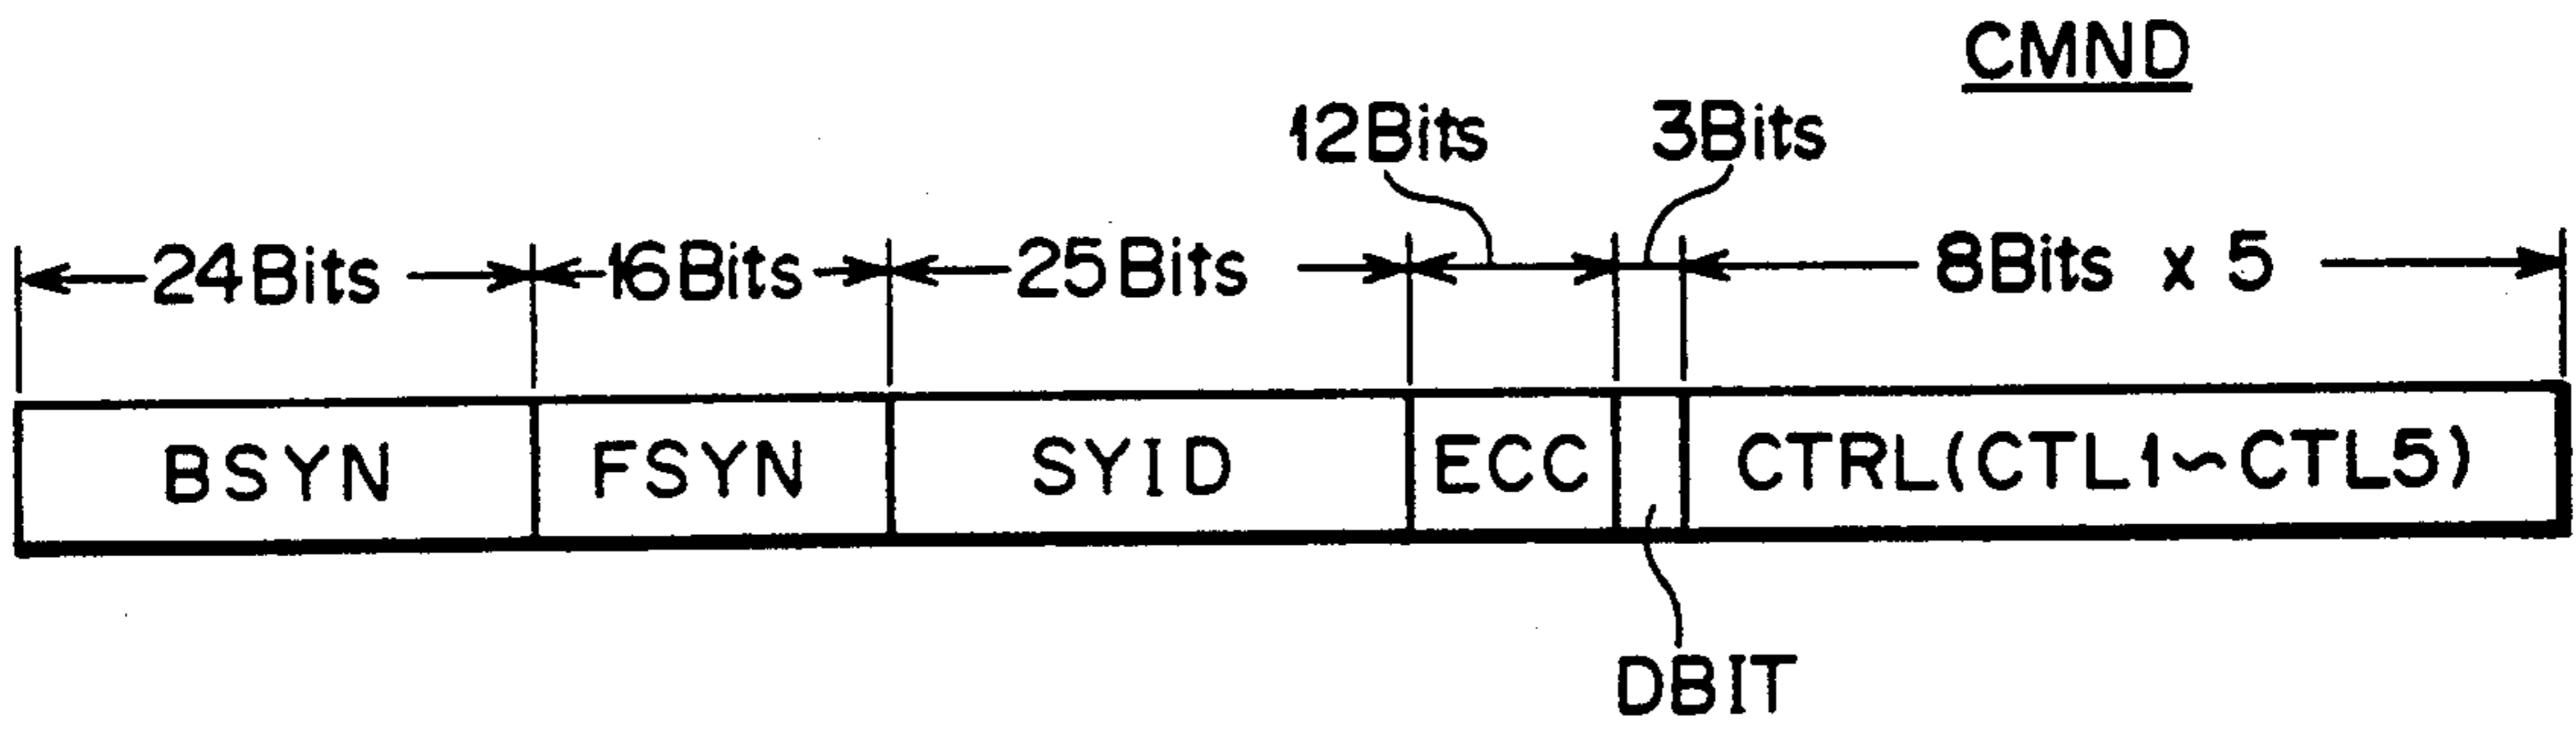 CMND
12Bits 3Bits
24Bits 16Bits 25Bits 8Bits x 5
BSYN FSYN SYID ECC CTRL(CTL1~CTL5)
DBIT